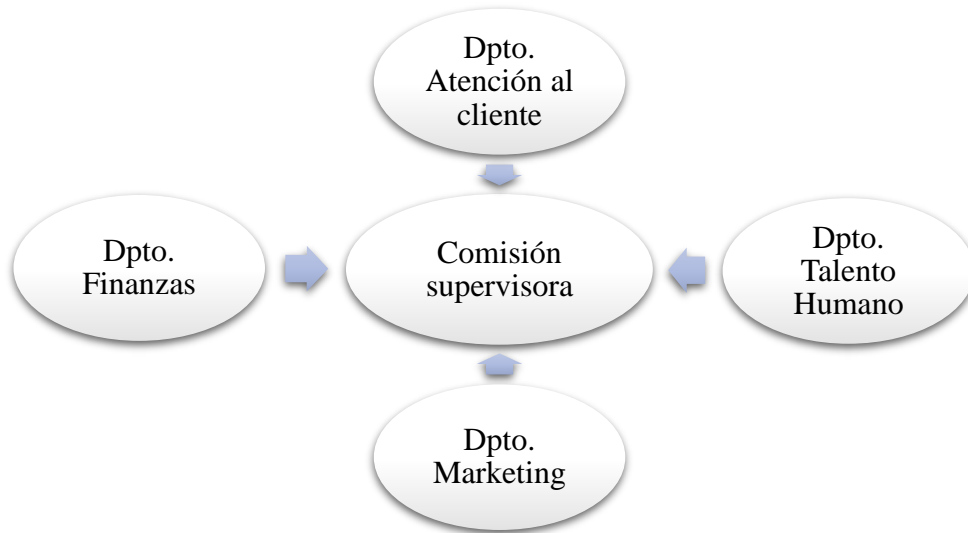 Dpto.
Atención al
cliente
Dpto.
Finanzas
Comisión
supervisora
Dpto.
Talento
Humano
Dpto.
Marketing